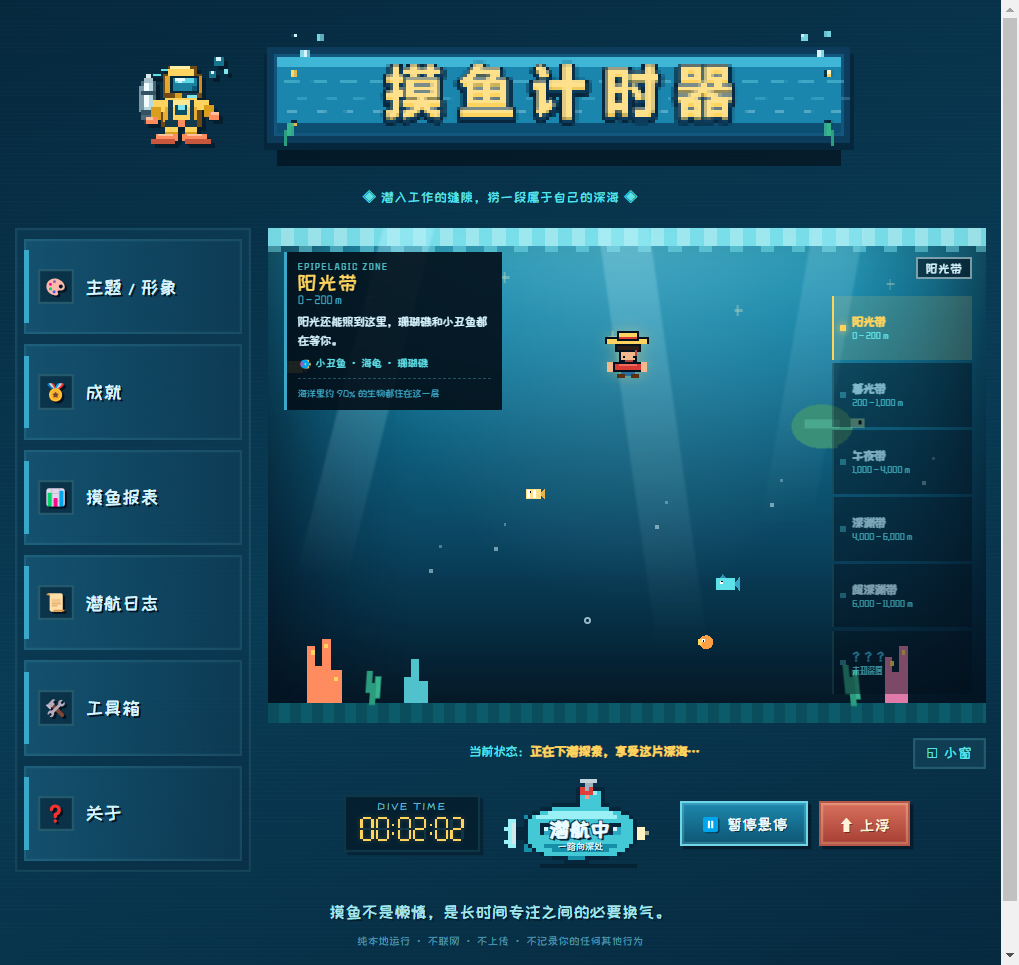 摸鱼计时器
◈ 潜入工作的缝隙，捞一段属于自己的深海 ◈
主题 / 形象
成就
摸鱼报表
潜航日志
工具箱
关于
EPIPELAGIC ZONE
阳光带
0-200m
阳光还能照到这里，珊瑚礁和小丑鱼都
在等你。
小丑鱼 · 海龟 · 珊瑚礁
海洋里约 90% 的生物都住在这一层
阳光带
阳光带
0-200 m
暮光带
200-1,000 m
午夜带
1,000-4,000 m
深渊带
4,000-6,000 m
超深渊带
6,000-11,000 m
???
未知深国
当前状态：正在下潜探索，享受这片深海…
小窗
DIVE TIME
00:02:02
潜航中
一路向深处
暂停悬停
上浮
摸鱼不是懒惰，是长时间专注之间的必要换气。
纯本地运行 · 不联网 · 不上传 · 不记录你的任何其他行为